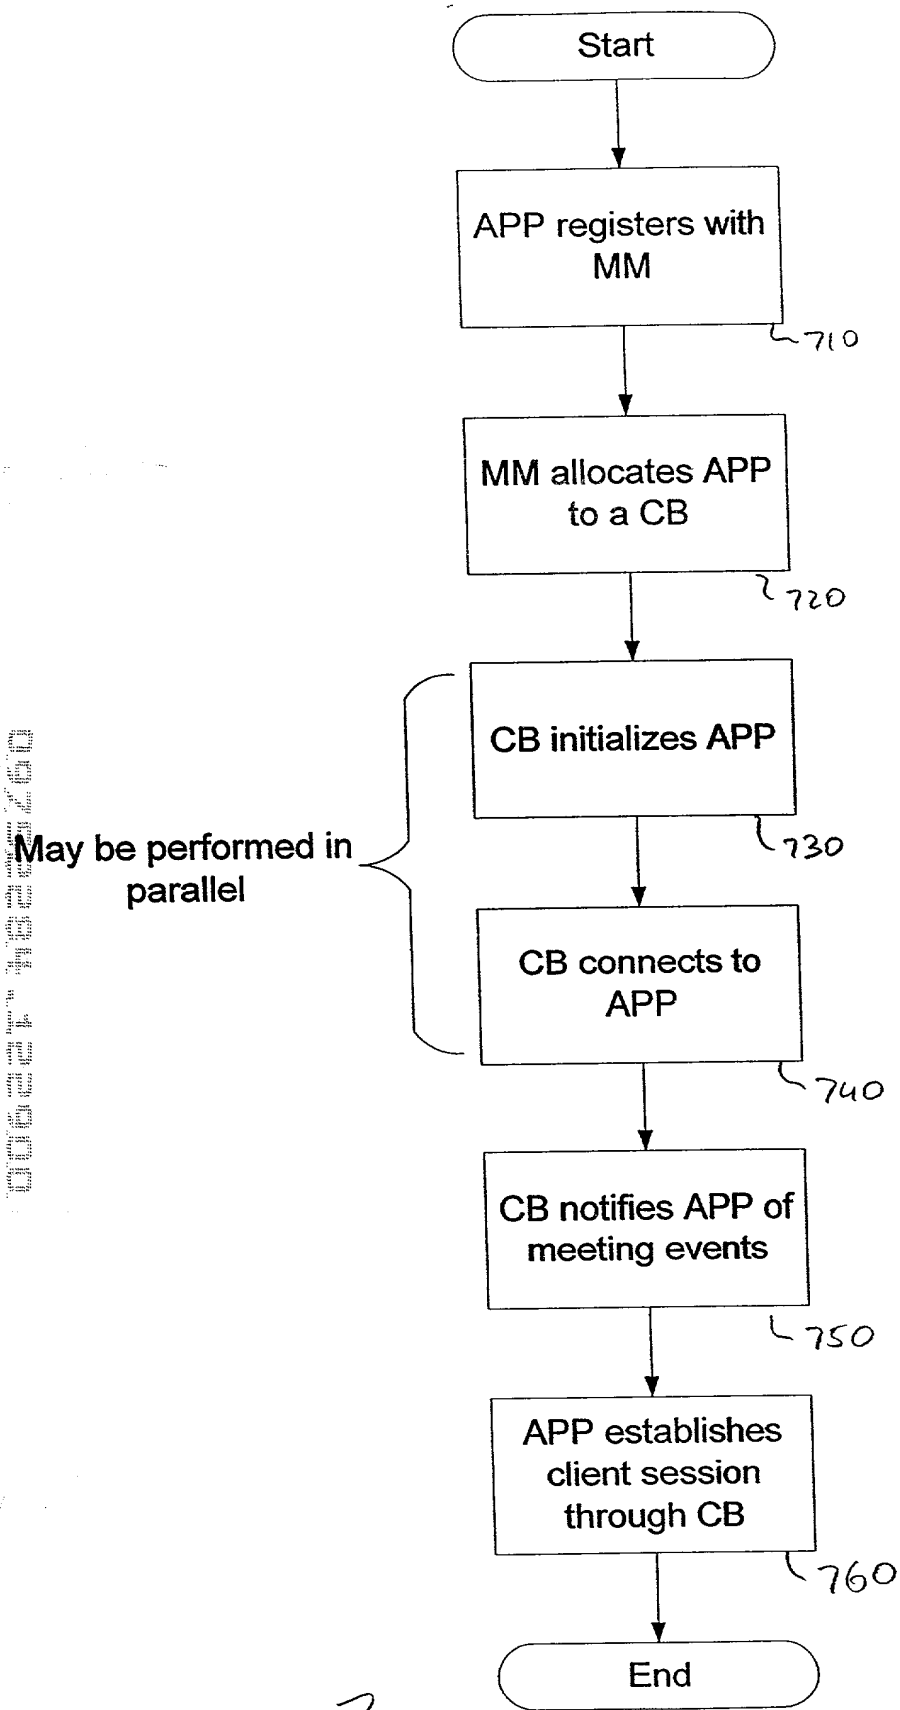 Start
APP registers with
MM
710
MM allocates APP
to a CB
720
CB initializes APP
730
May be performed in
parallel
CB connects to
APP
740
CB notifies APP of
meeting events
750
APP establishes
client session
through CB
760
End